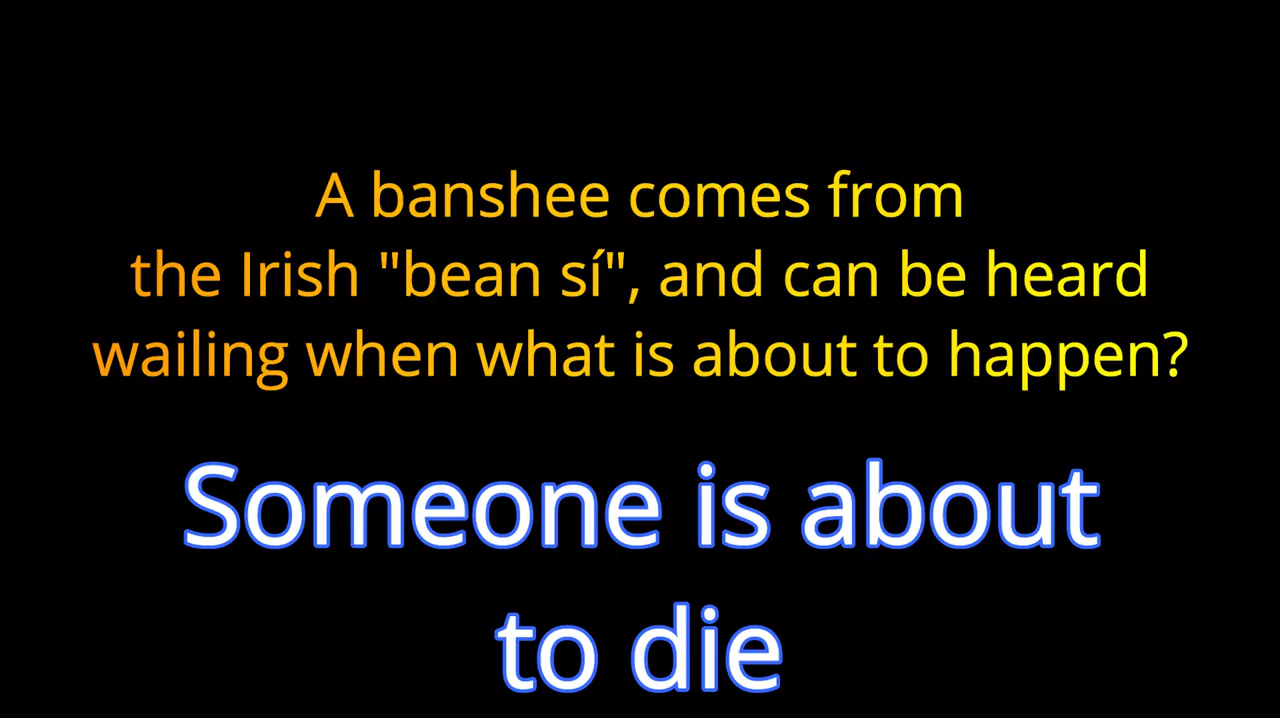 A banshee comes from
the Irish "bean sí", and can be heard
wailing when what is about to happen?
Someone is about
to die